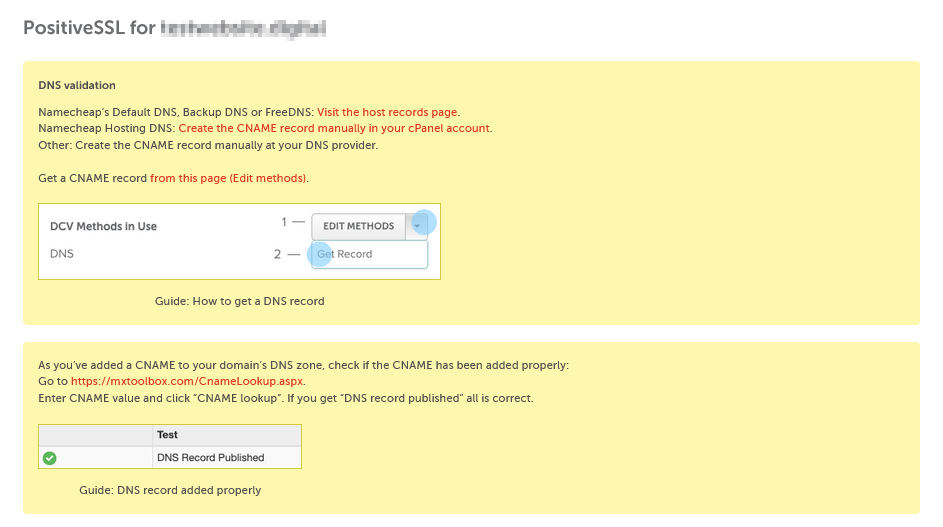 PositiveSSL for
DNS validation
Namecheap's Default DNS, Backup DNS or FreeDNS: Visit the host records page.
Namecheap Hosting DNS: Create the CNAME record manually in your cPanel account.
Other: Create the CNAME record manually at your DNS provider.
Get a CNAME record from this page (Edit methods).
DCV Methods in Use 1 — EDIT METHODS
DNS 2 — Get Record
Guide: How to get a DNS record
As you've added a CNAME to your domain's DNS zone, check if the CNAME has been added properly:
Go to https://mxtoolbox.com/CnameLookup.aspx.
Enter CNAME value and click “CNAME lookup”. If you get “DNS record published” all is correct.
Test
DNS Record Published
Guide: DNS record added properly